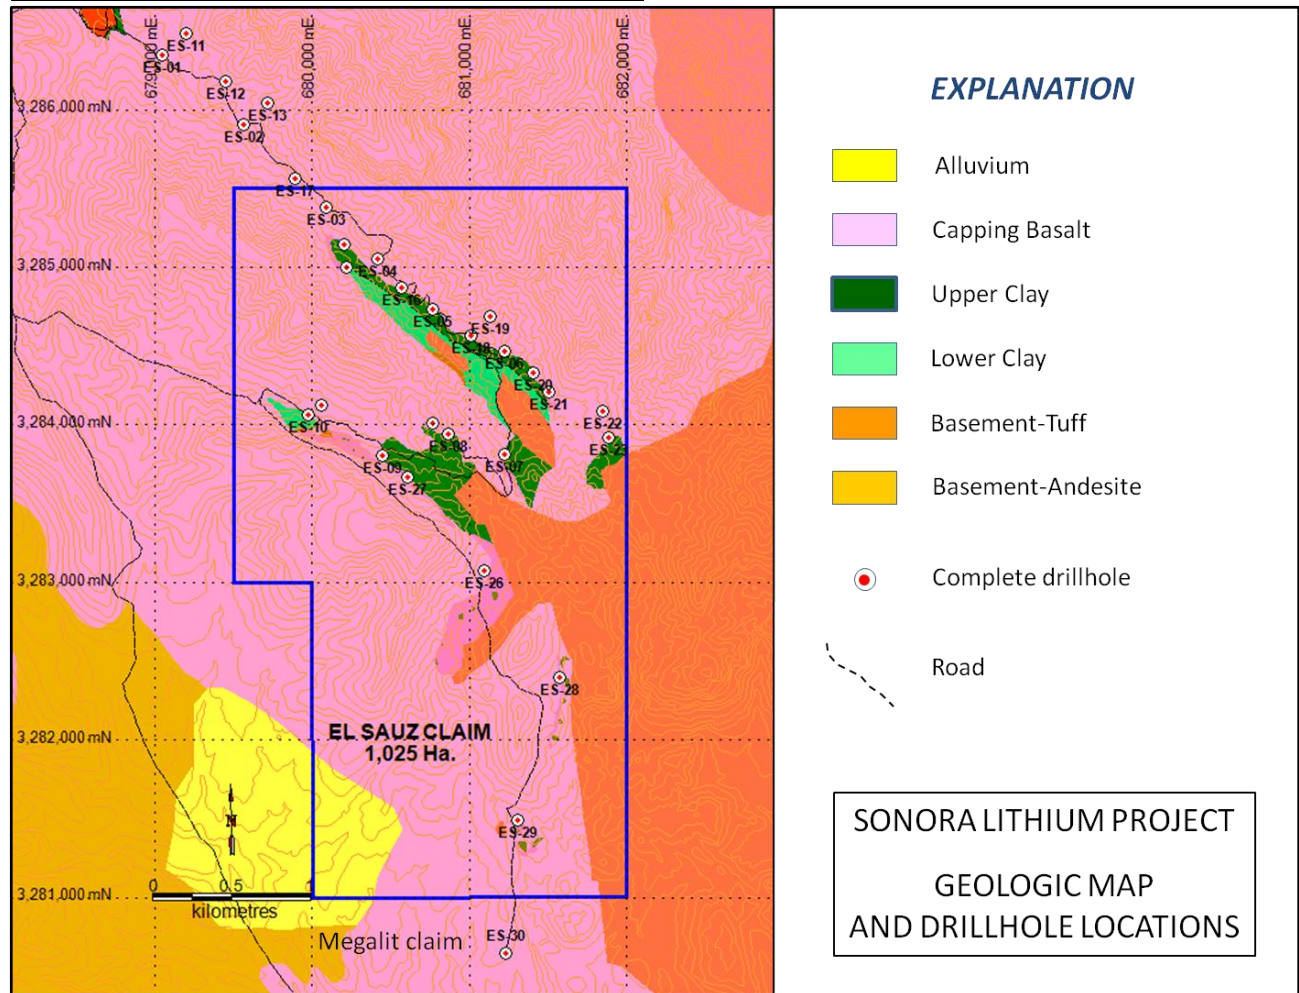 679,000 mE
680,000 mE
681,000 mE
682,000 mE
ES-11
ES-01
ES-12
3,286,000 mN
ES-13
ES-02
ES-17
ES-03
3,285,000 mN
ES-04
ES-16
ES-05
ES-19
ES-18
ES-06
ES-20
ES-21
3,284,000 mN
ES-10
ES-22
ES-08
ES-23
ES-09
ES-07
ES-27
3,283,000 mN
ES-26
ES-28
3,282,000 mN
EL SAUZ CLAIM
1,025 Ha.
N
ES-29
3,281,000 mN
0 0.5 1
kilometres
Megalit claim
ES-30
EXPLANATION
Alluvium
Capping Basalt
Upper Clay
Lower Clay
Basement-Tuff
Basement-Andesite
Complete drillhole
Road
SONORA LITHIUM PROJECT
GEOLOGIC MAP
AND DRILLHOLE LOCATIONS